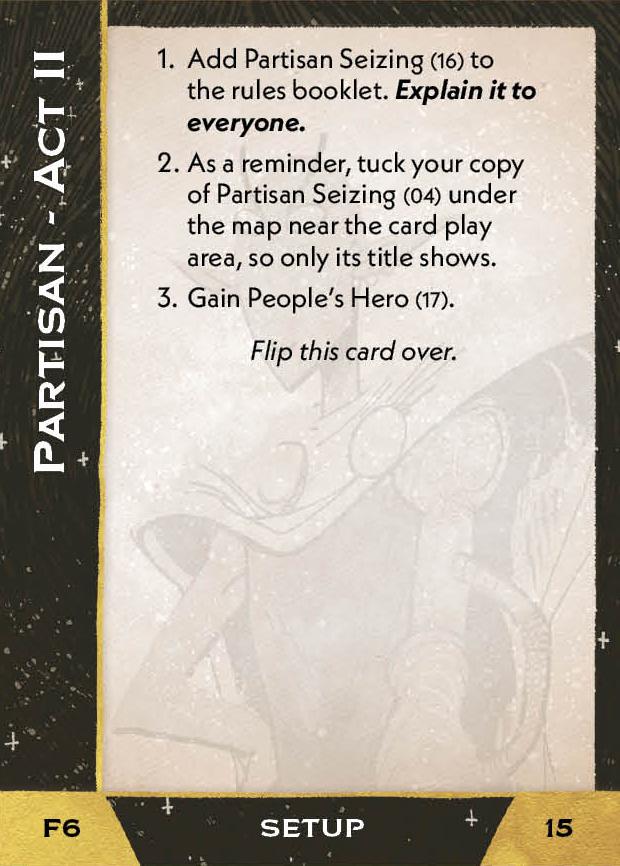 PARTISAN - ACT II
1. Add Partisan Seizing (16) to
the rules booklet. Explain it to
everyone.
2. As a reminder, tuck your copy
of Partisan Seizing (04) under
the map near the card play
area, so only its title shows.
3. Gain People's Hero (17).
Flip this card over.
F6
SETUP
15